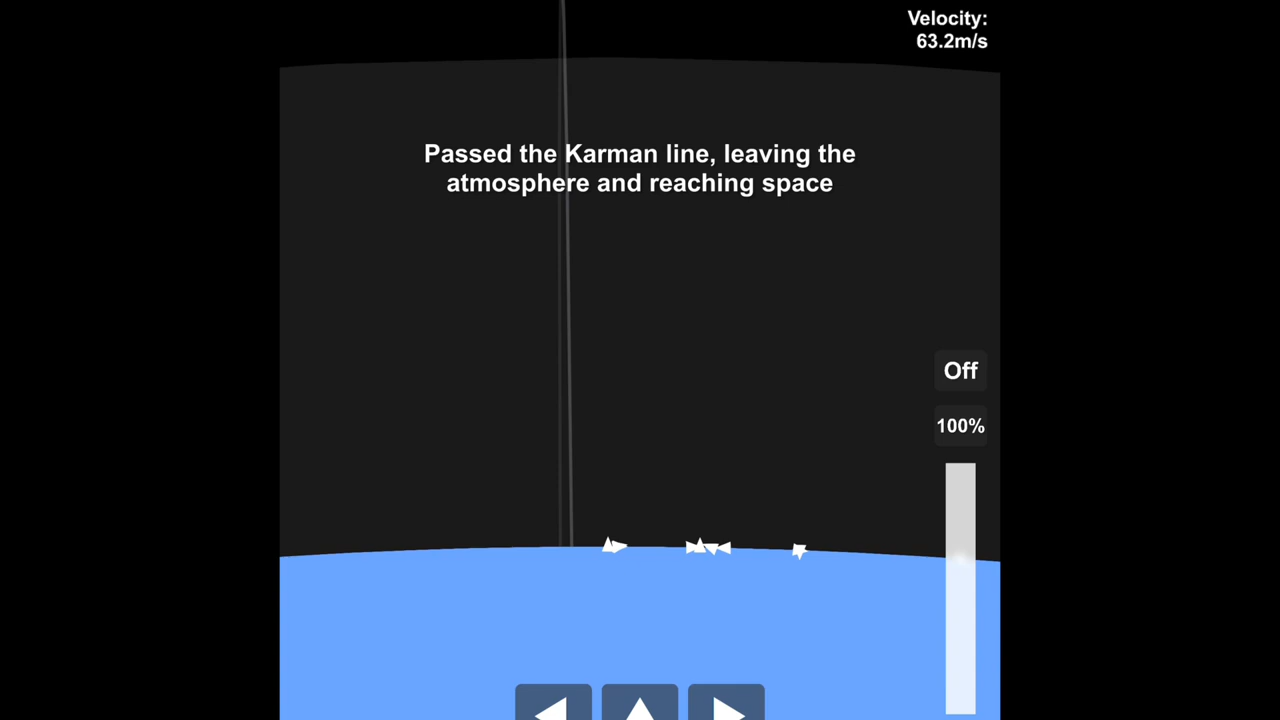 Velocity:
63.2m/s
Passed the Karman line, leaving the
atmosphere and reaching space
Off
100%